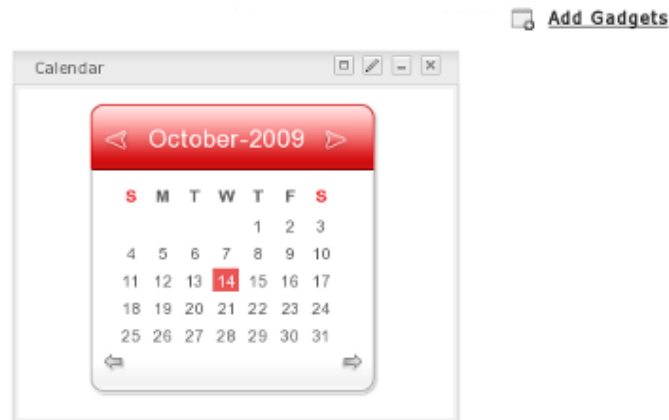 Add Gadgets
Calendar
October-2009
S M T W T F S
1 2 3
4 5 6 7 8 9 10
11 12 13 14 15 16 17
18 19 20 21 22 23 24
25 26 27 28 29 30 31